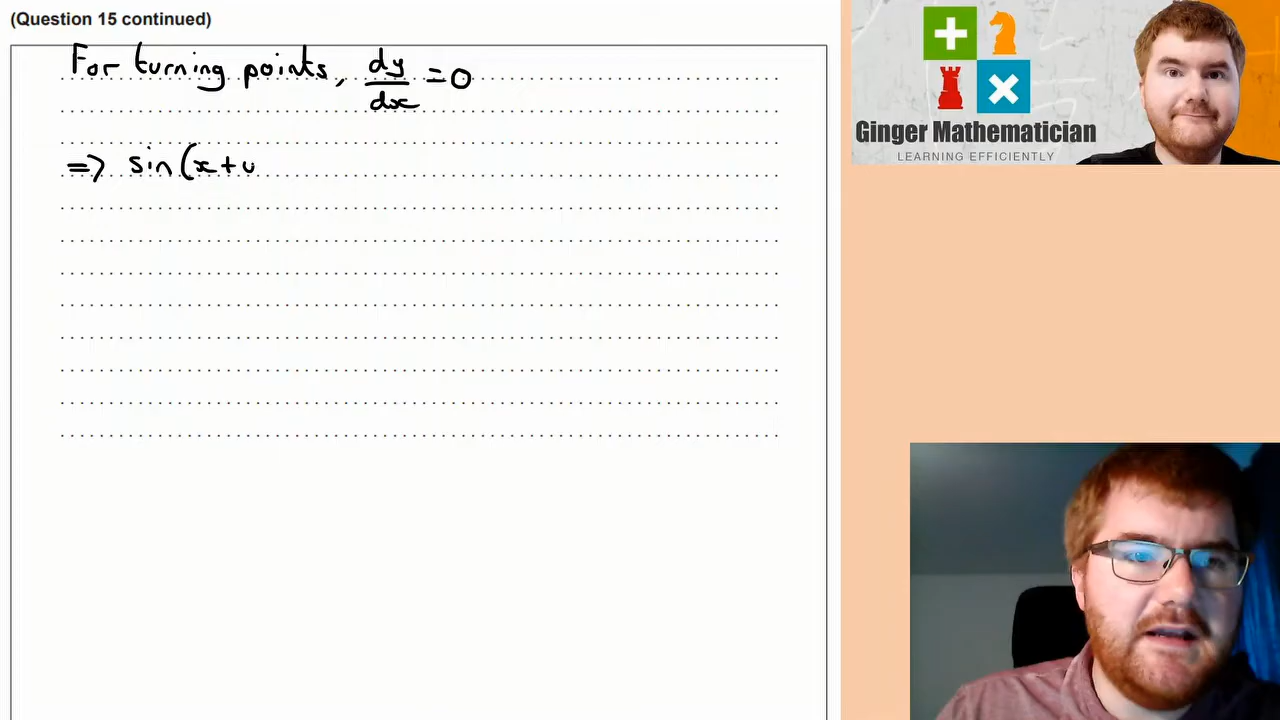 (Question 15 continued)
For turning points, dy/dx = 0
=> sin(x+u
Ginger Mathematician
LEARNING EFFICIENTLY